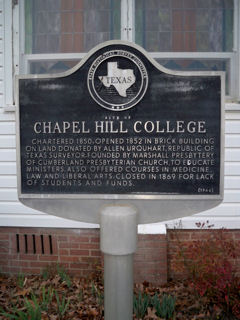 TEXAS
SITE OF
CHAPEL HILL COLLEGE
CHARTERED 1850; OPENED 1852 IN BRICK BUILDING
ON LAND DONATED BY ALLEN URQUHART, REPUBLIC OF
TEXAS SURVEYOR. FOUNDED BY MARSHALL PRESBYTERY
OF CUMBERLAND PRESBYTERIAN CHURCH, TO EDUCATE
MINISTERS. ALSO OFFERED COURSES IN MEDICINE,
LAW AND LIBERAL ARTS. CLOSED IN 1869 FOR LACK
OF STUDENTS AND FUNDS.